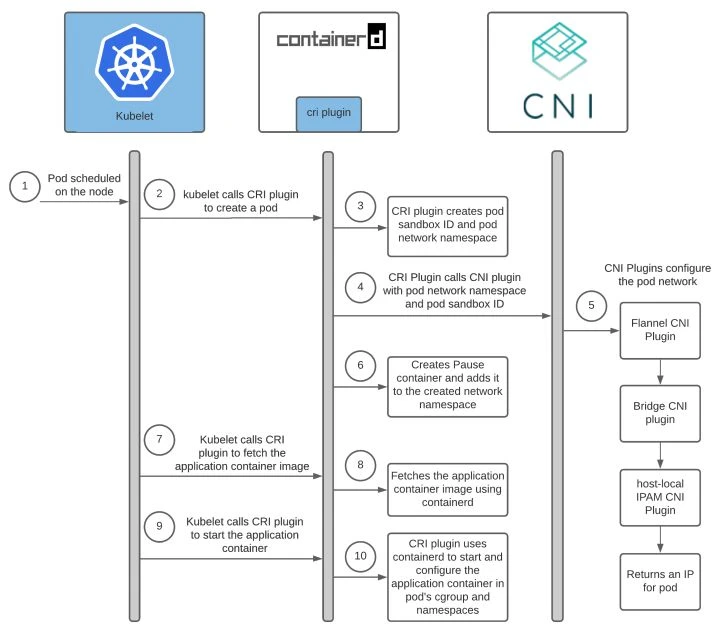 Kubelet
containerd
cri plugin
CNI
1
Pod scheduled
on the node
2
kubelet calls CRI plugin
to create a pod
3
CRI plugin creates pod
sandbox ID and pod
network namespace
4
CRI Plugin calls CNI plugin
with pod network namespace
and pod sandbox ID
CNI Plugins configure
the pod network
5
Flannel CNI
Plugin
Bridge CNI
plugin
host-local
IPAM CNI
Plugin
Returns an IP
for pod
6
Creates Pause
container and adds it
to the created network
namespace
7
Kubelet calls CRI
plugin to fetch the
application container image
8
Fetches the application
container image using
containerd
9
Kubelet calls CRI plugin
to start the application
container
10
CRI plugin uses
containerd to start and
configure the
application container in
pod's cgroup and
namespaces